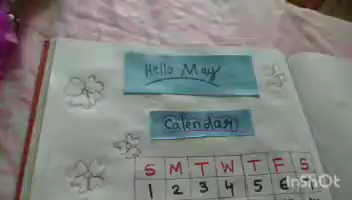 Hello May
Calendar
S M T W T F S
1 2 3 4 5 6
InShOt